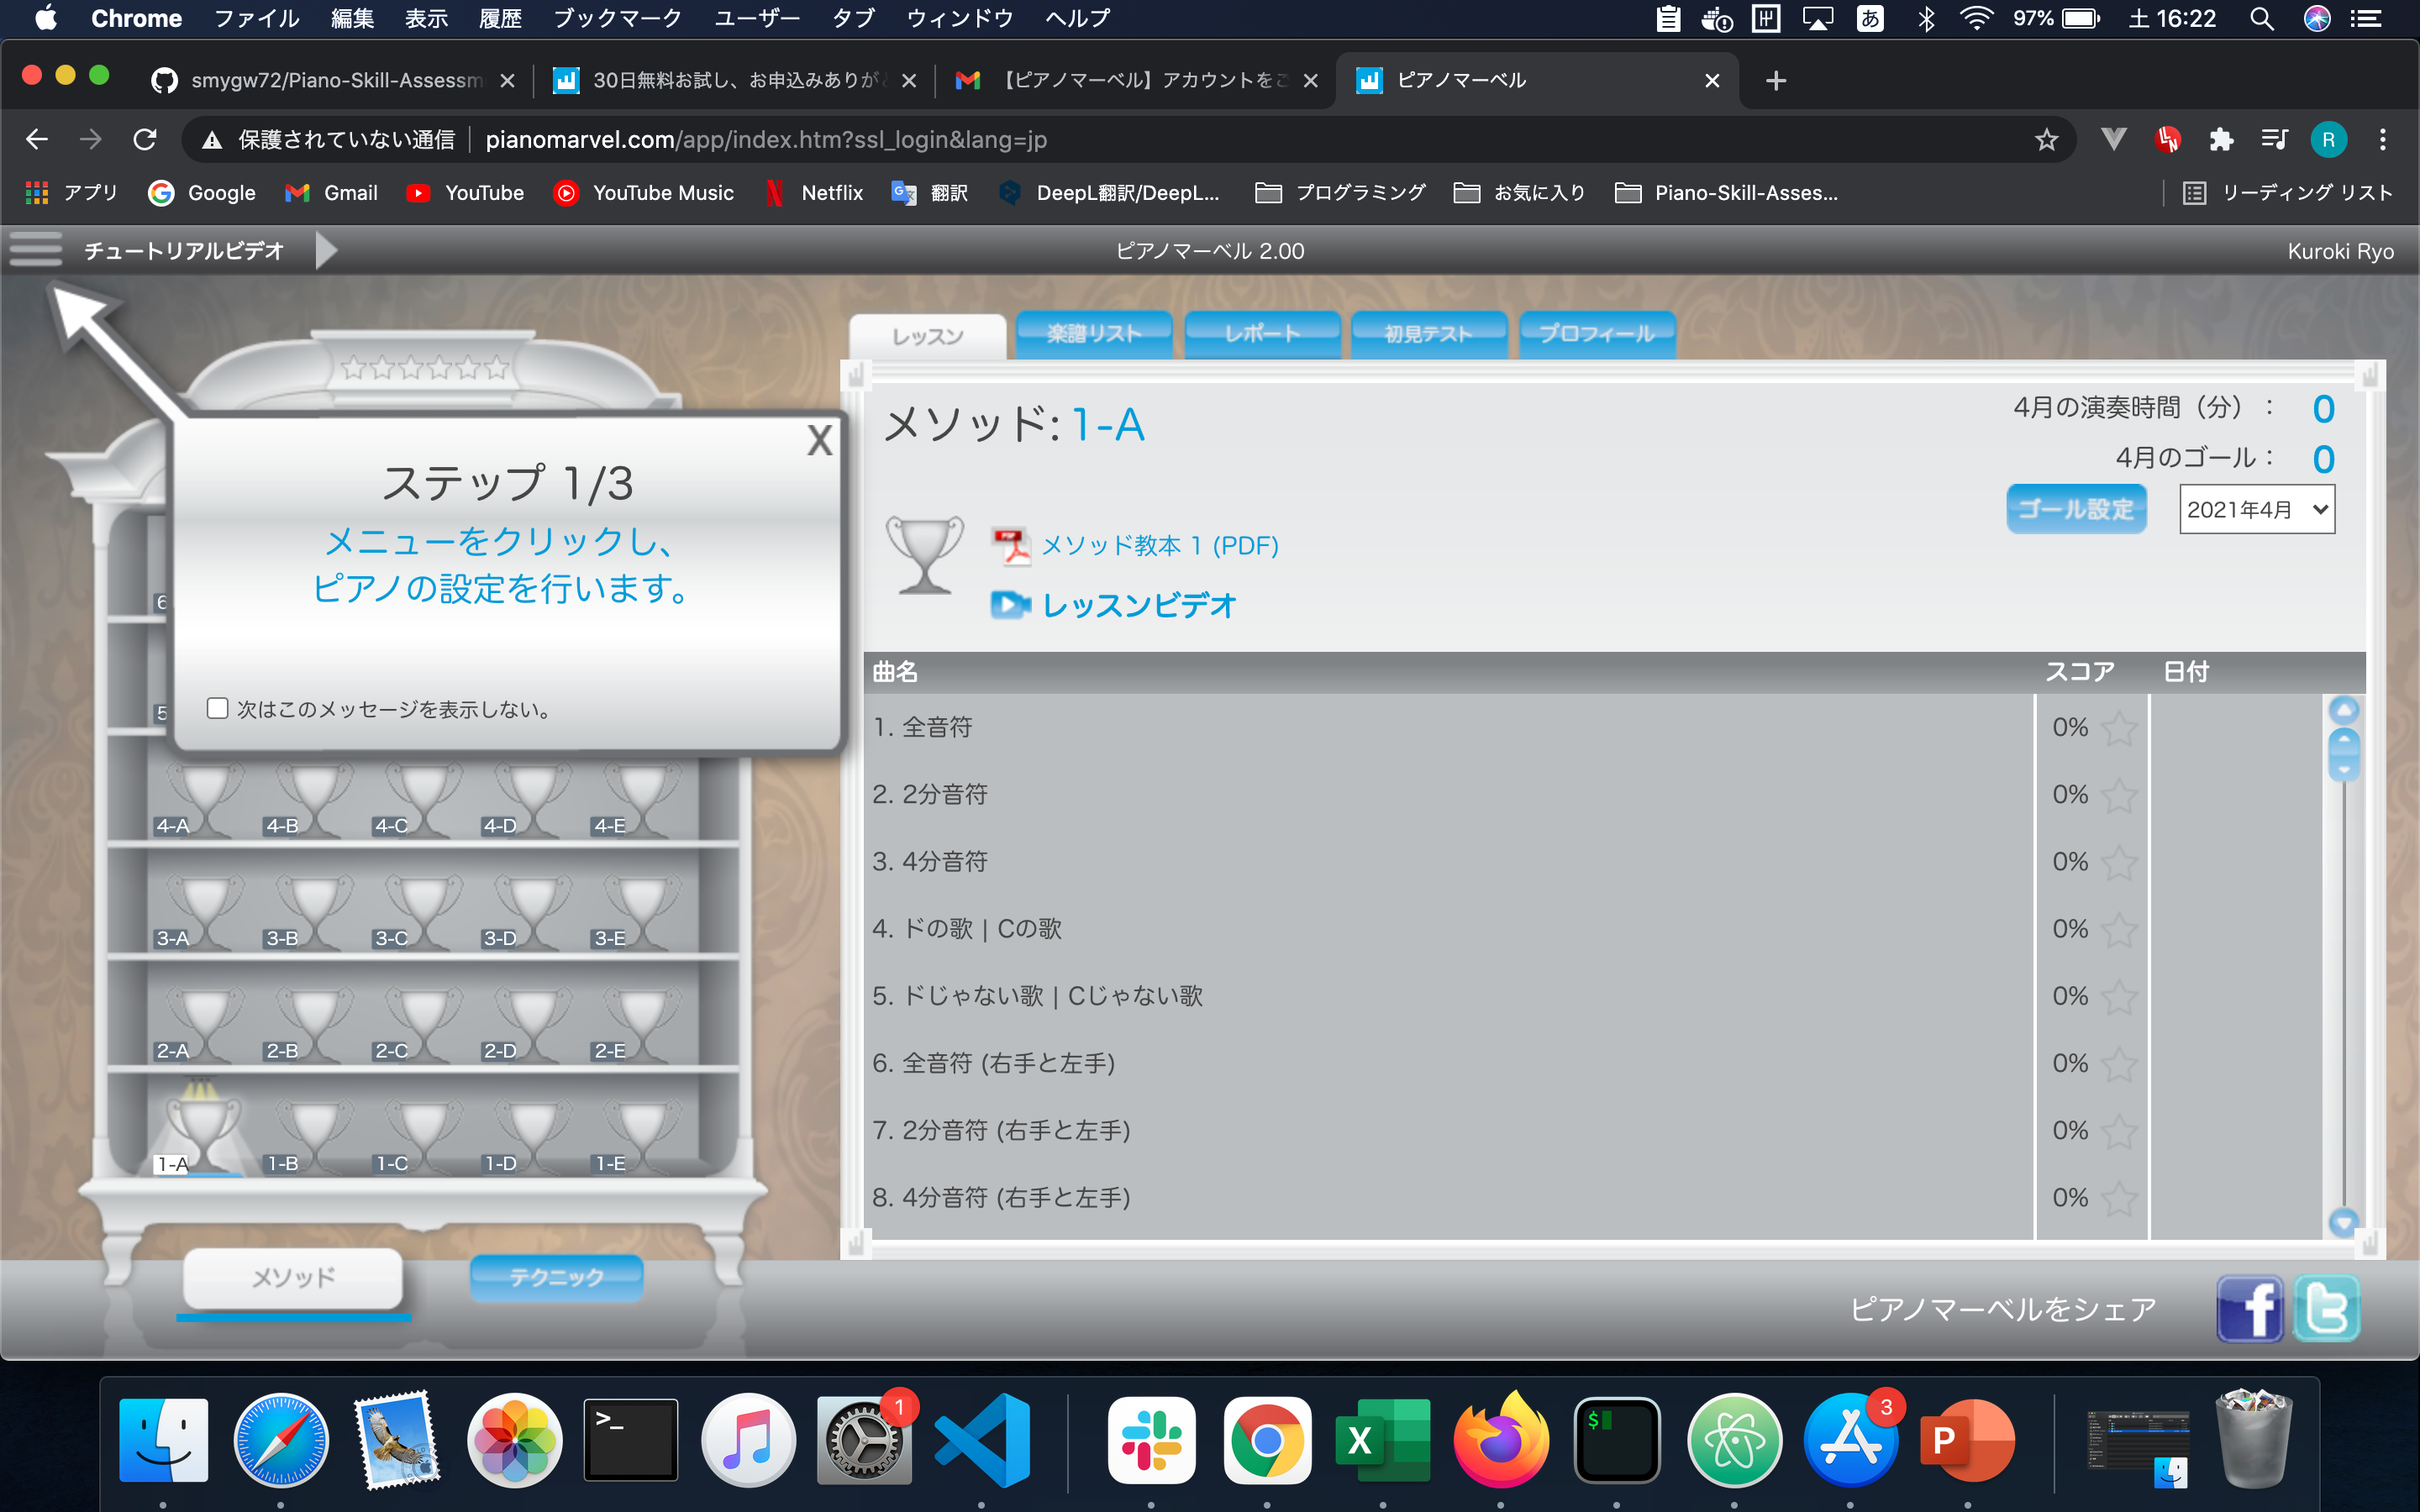 Chrome ファイル 編集 表示 履歴 ブックマーク ユーザー タブ ウィンドウ ヘルプ あ 97% 土 16:22
smygw72/Piano-Skill-Assessm 30日無料お試し、お申込みありが 【ピアノマーベル】アカウントをご ピアノマーベル
保護されていない通信 pianomarvel.com/app/index.htm?ssl_login&lang=jp R
アプリ Google Gmail YouTube YouTube Music Netflix 翻訳 DeepL翻訳/DeepL... プログラミング お気に入り Piano-Skill-Asses... リーディング リスト
チュートリアルビデオ ピアノマーベル 2.00 Kuroki Ryo
レッスン 楽譜リスト レポート 初見テスト プロフィール
X
ステップ 1/3
メニューをクリックし、
ピアノの設定を行います。
次はこのメッセージを表示しない。
6
5
4-A 4-B 4-C 4-D 4-E
3-A 3-B 3-C 3-D 3-E
2-A 2-B 2-C 2-D 2-E
1-A 1-B 1-C 1-D 1-E
メソッド テクニック
メソッド: 1-A
4月の演奏時間（分）： 0
4月のゴール： 0
ゴール設定 2021年4月
PDF メソッド教本 1 (PDF)
レッスンビデオ
曲名 スコア 日付
1. 全音符 0%
2. 2分音符 0%
3. 4分音符 0%
4. ドの歌 | Cの歌 0%
5. ドじゃない歌 | Cじゃない歌 0%
6. 全音符 (右手と左手) 0%
7. 2分音符 (右手と左手) 0%
8. 4分音符 (右手と左手) 0%
ピアノマーベルをシェア
>_ 1 X $ 3 P